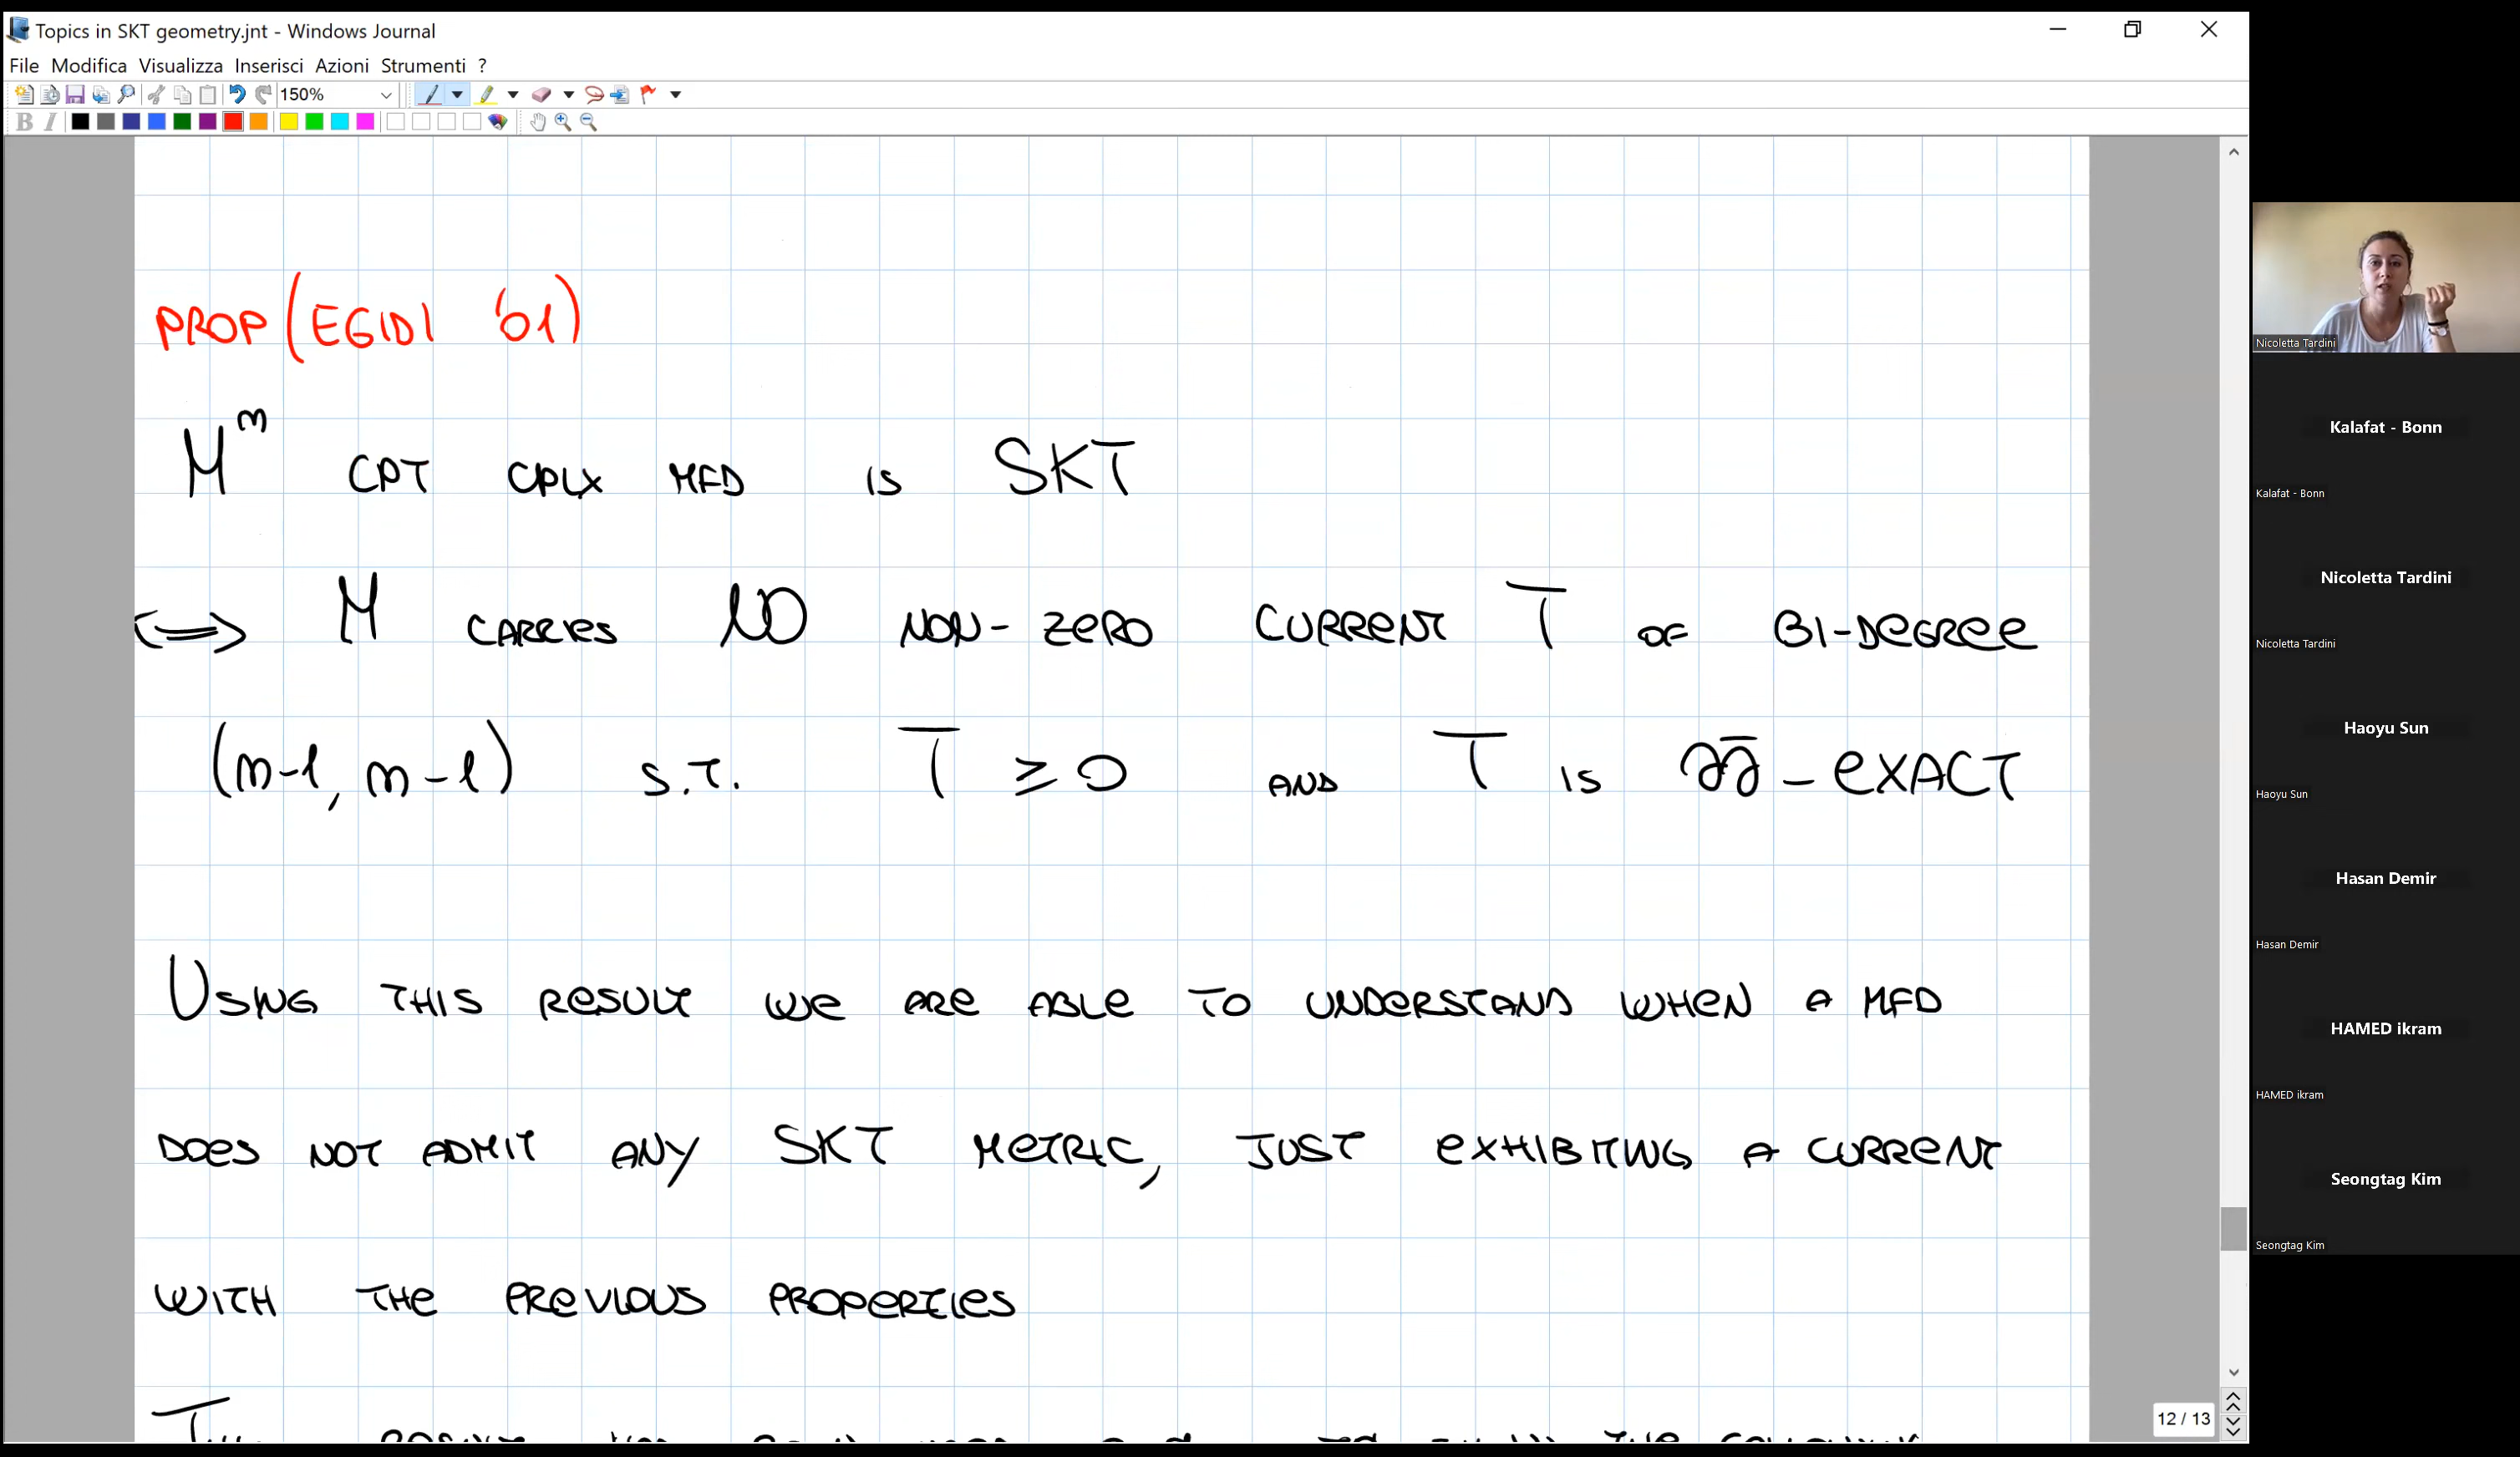 Topics in SKT geometry.jnt - Windows Journal
File Modifica Visualizza Inserisci Azioni Strumenti ?
150%
B I
PROP (EGIDI '01)
M^n CPT CPLX MFD IS SKT
⟺ M CARRIES NO NON-ZERO CURRENT T OF BI-DEGREE
(n-1, n-1) S.T. T ≥ 0 AND T IS ∂∂̄-EXACT
USING THIS RESULT WE ARE ABLE TO UNDERSTAND WHEN A MFD
DOES NOT ADMIT ANY SKT METRIC, JUST EXHIBITING A CURRENT
WITH THE PREVIOUS PROPERTIES
12 / 13
Nicoletta Tardini
Kalafat - Bonn
Kalafat - Bonn
Nicoletta Tardini
Nicoletta Tardini
Haoyu Sun
Haoyu Sun
Hasan Demir
Hasan Demir
HAMED ikram
HAMED ikram
Seongtag Kim
Seongtag Kim